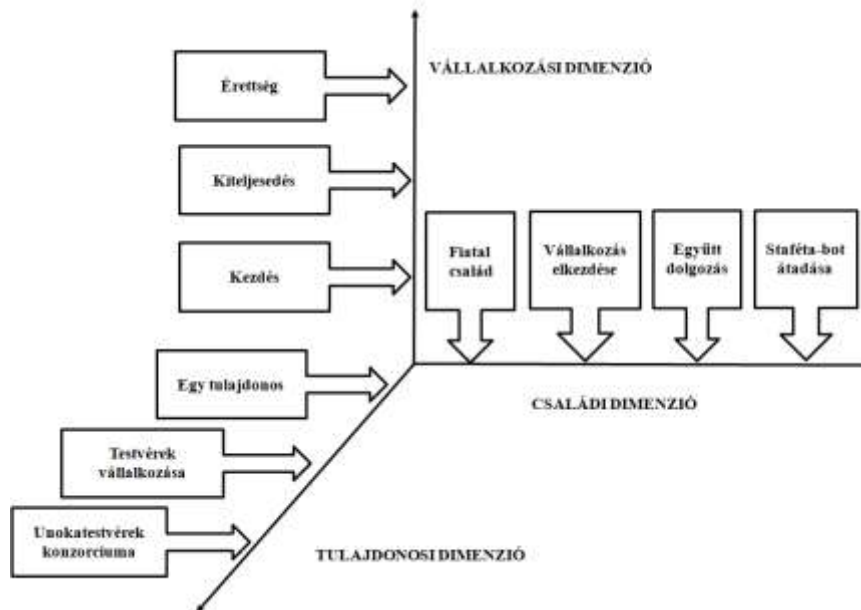 VÁLLALKOZÁSI DIMENZIÓ
Érettség
Kiteljesedés
Kezdés
Fiatal
család
Vállalkozás
elkezdése
Együtt
dolgozás
Staféta-bot
átadása
Egy tulajdonos
CSALÁDI DIMENZIÓ
Testvérek
vállalkozása
Unokatestvérek
konzorciuma
TULAJDONOSI DIMENZIÓ